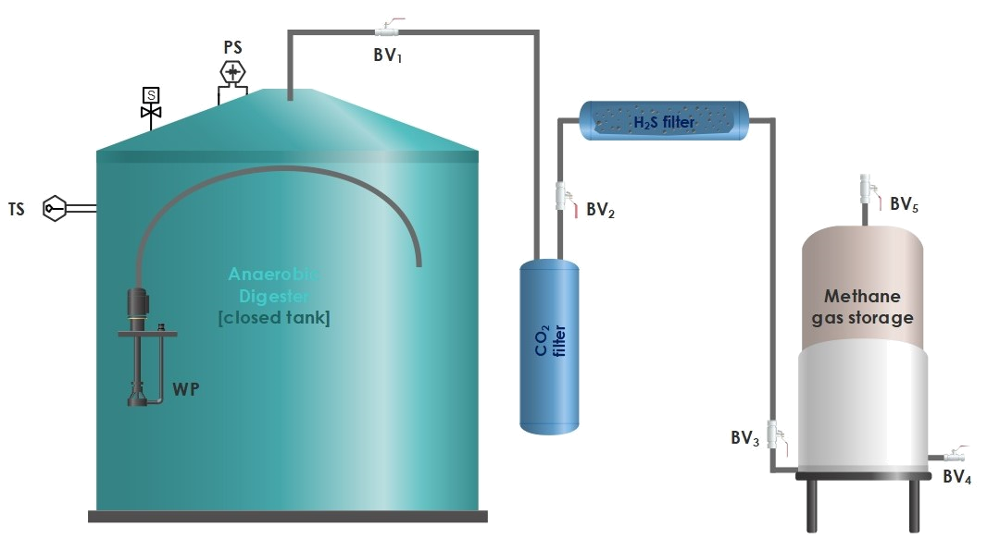 PS
BV₁
S
H₂S filter
TS
BV₂
BV₅
Anaerobic
Digester
[closed tank]
Methane
gas storage
CO₂
filter
WP
BV₃
BV₄